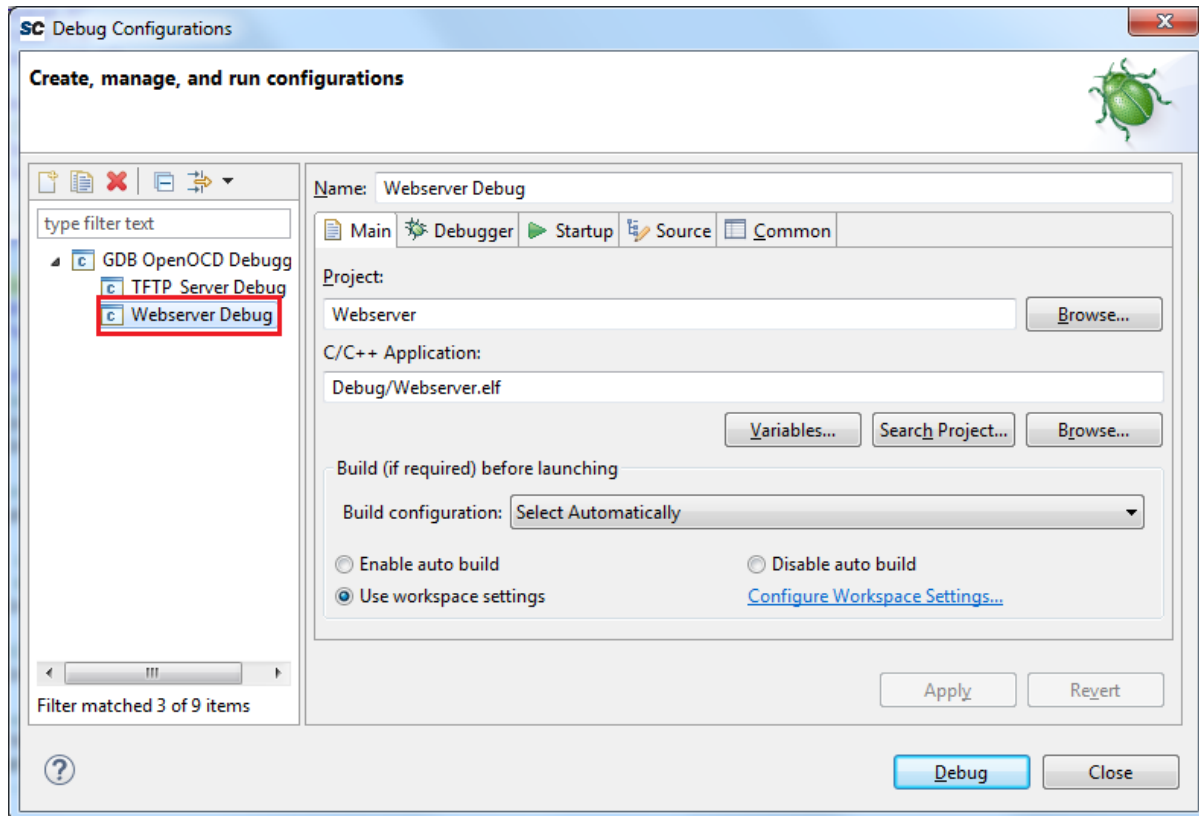 SC Debug Configurations
Create, manage, and run configurations
Name: Webserver Debug
type filter text
Main Debugger Startup Source Common
GDB OpenOCD Debugg
TFTP_Server Debug
Webserver Debug
Project:
Webserver Browse...
C/C++ Application:
Debug/Webserver.elf
Variables... Search Project... Browse...
Build (if required) before launching
Build configuration: Select Automatically
Enable auto build Disable auto build
Use workspace settings Configure Workspace Settings...
Filter matched 3 of 9 items
Apply Revert
? Debug Close